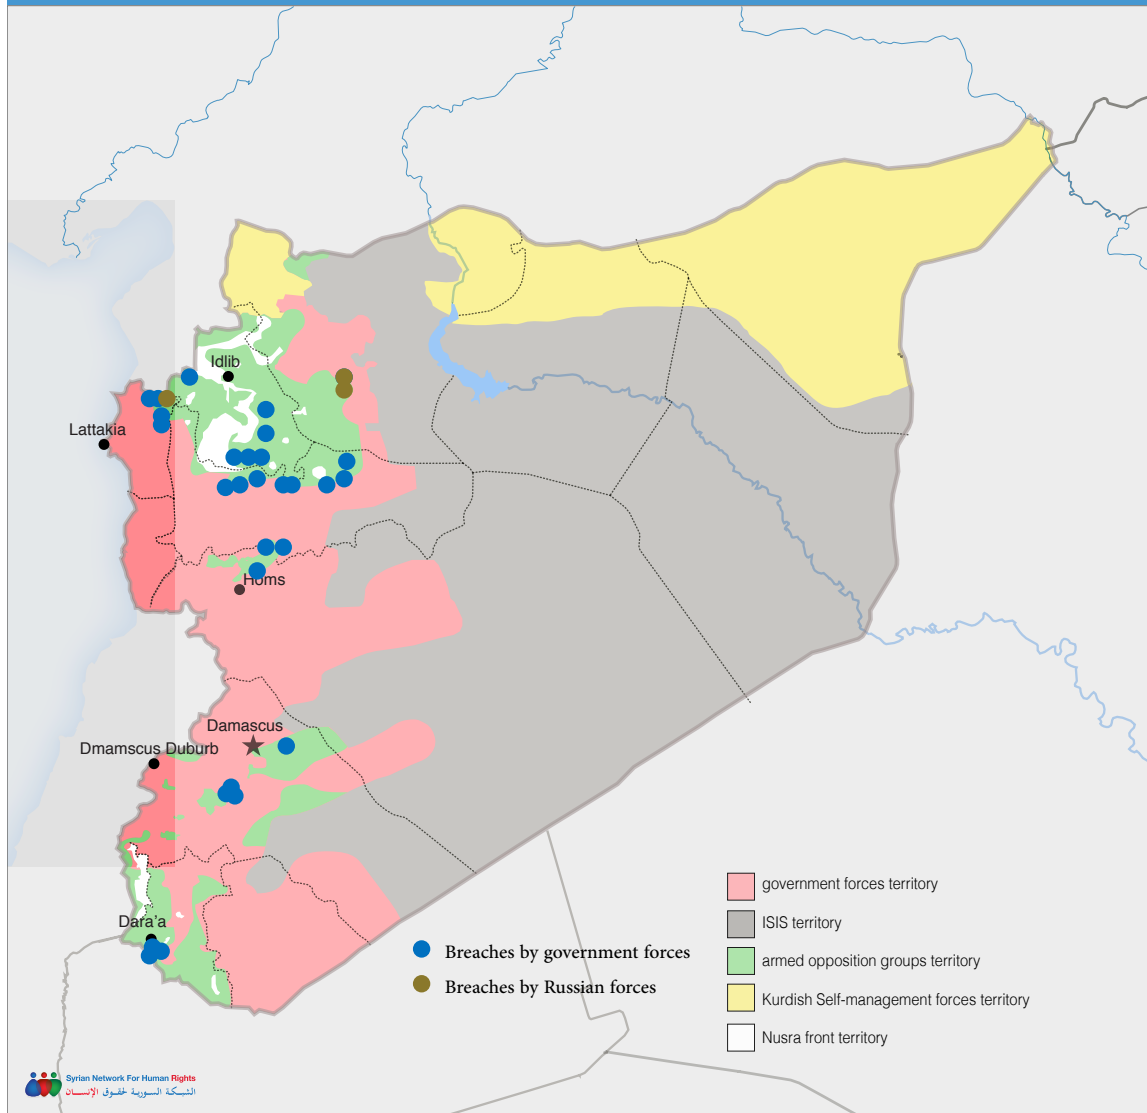 Idlib
Lattakia
Homs
Damascus
Dmamscus Duburb
Dara'a
Breaches by government forces
Breaches by Russian forces
government forces territory
ISIS territory
armed opposition groups territory
Kurdish Self-management forces territory
Nusra front territory
Syrian Network For Human Rights
الشبكة السورية لحقوق الإنسان